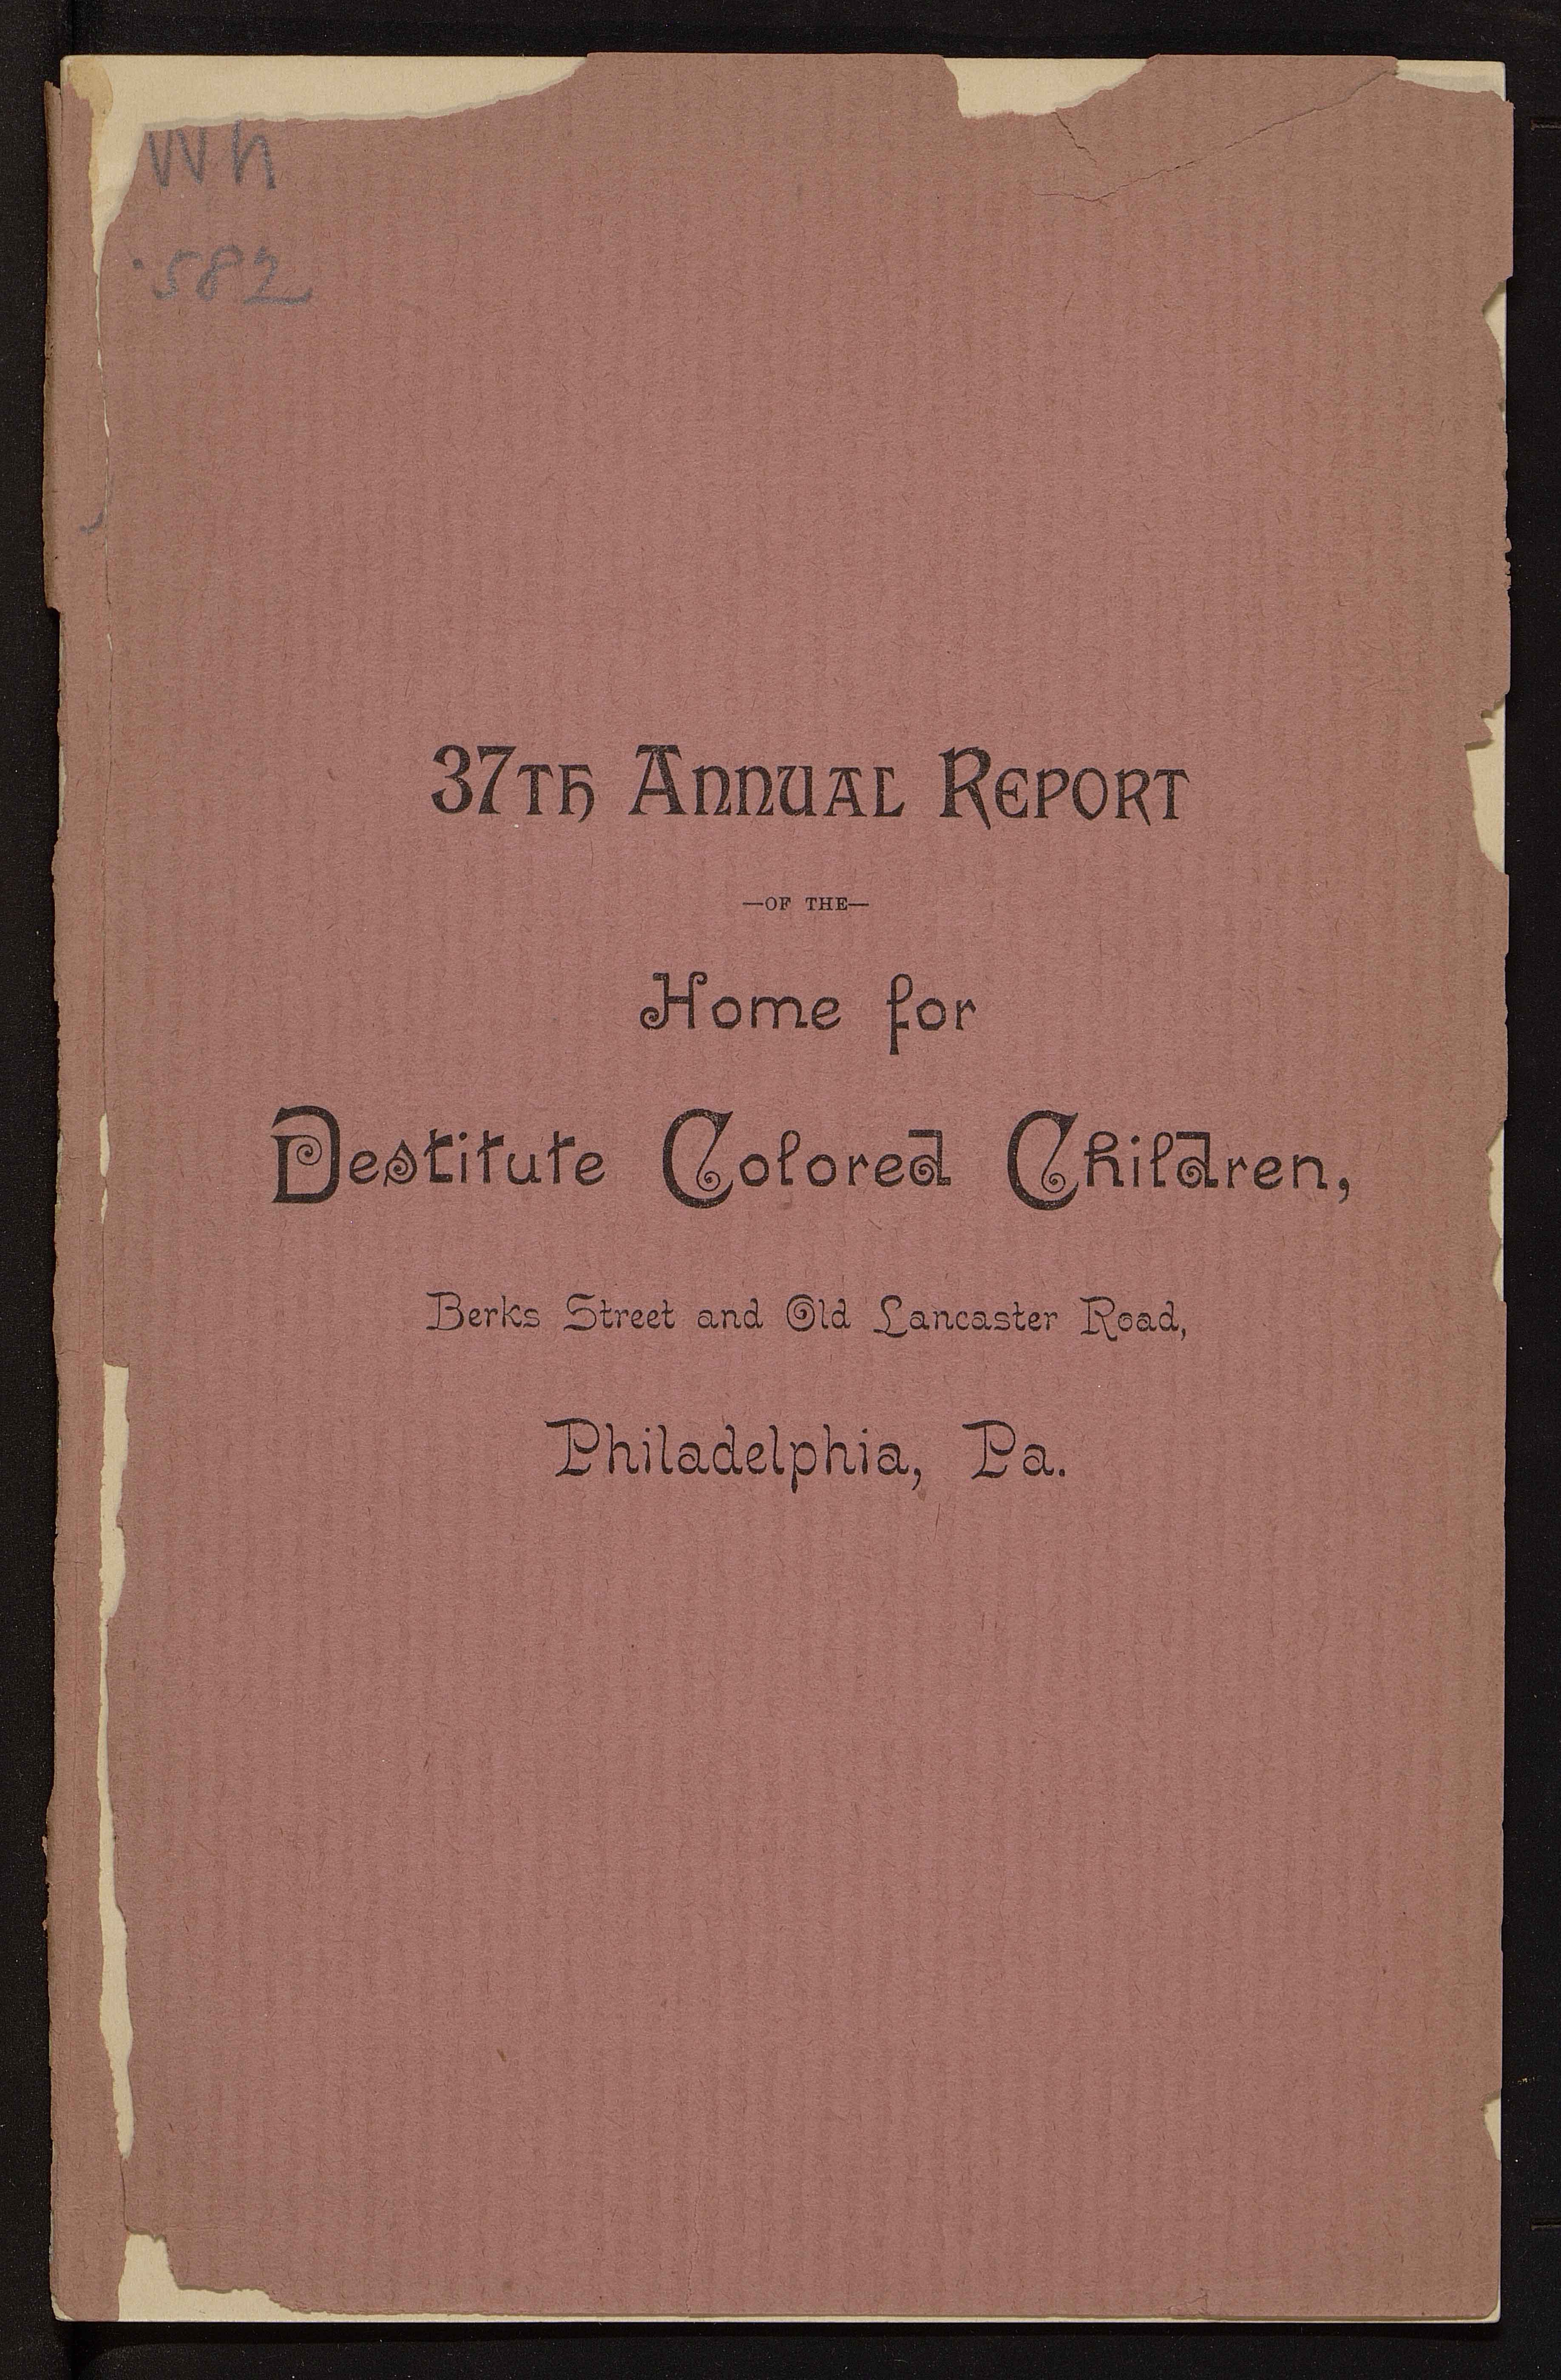 Wh
·582
37th Annual Report
—OF THE—
Home for
Destitute Colored Children,
Berks Street and Old Lancaster Road,
Philadelphia, Pa.